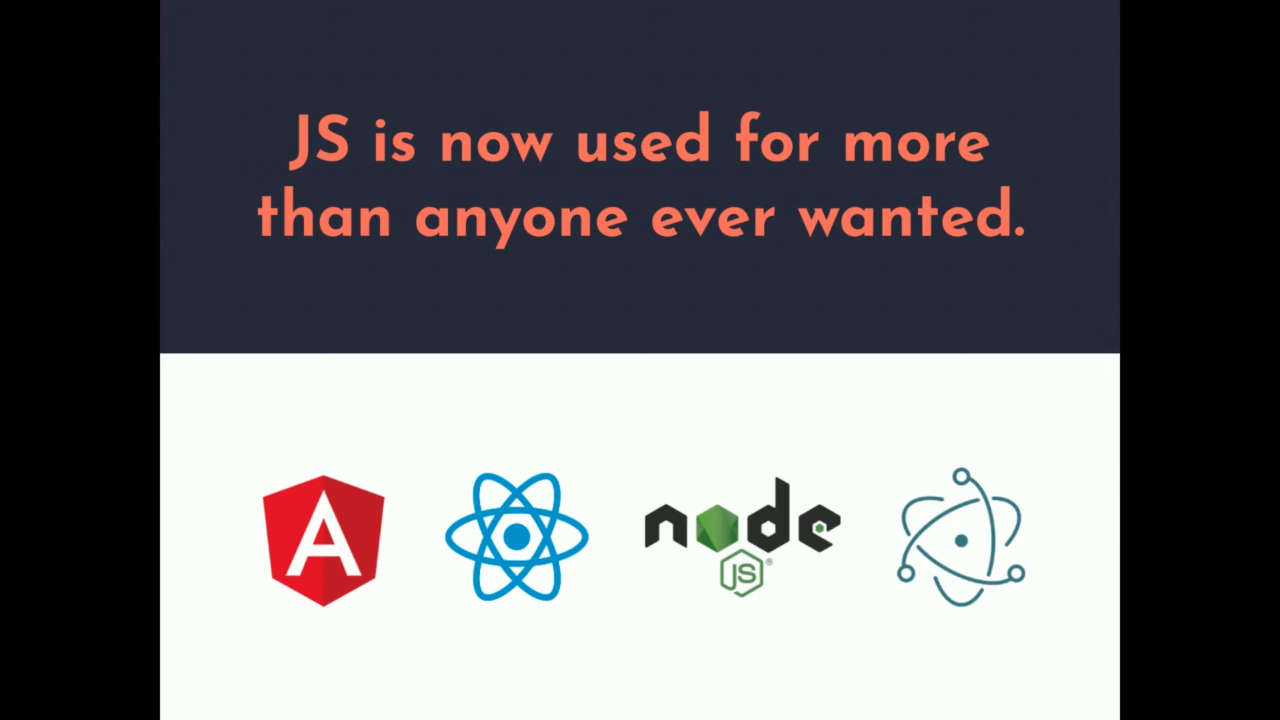 JS is now used for more
than anyone ever wanted.
A
node
JS®